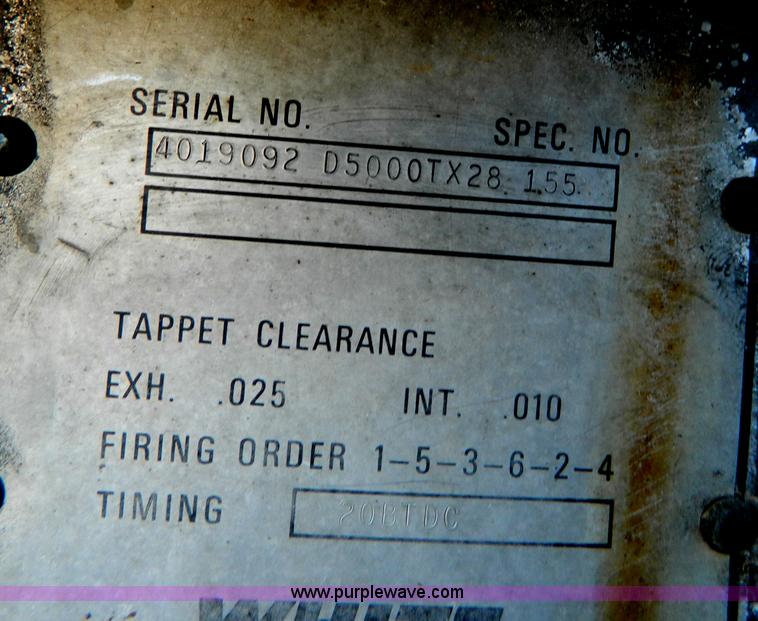 SERIAL NO. SPEC. NO.
4019092 D5000TX28 155
TAPPET CLEARANCE
EXH. .025 INT. .010
FIRING ORDER 1-5-3-6-2-4
TIMING 20BTDC
www.purplewave.com
WHITE